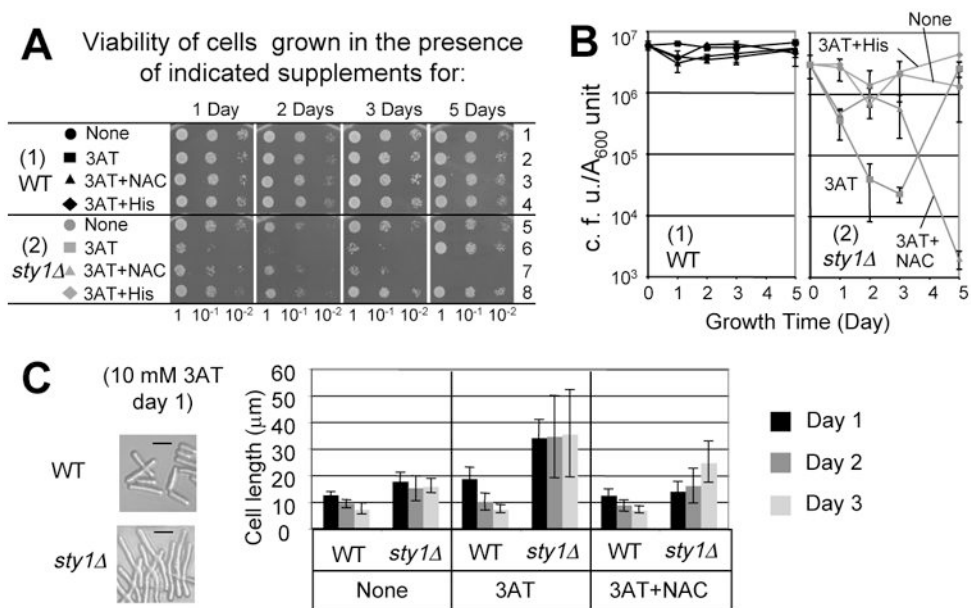 A
Viability of cells grown in the presence
of indicated supplements for:
1 Day 2 Days 3 Days 5 Days
(1)
WT
None 1
3AT 2
3AT+NAC 3
3AT+His 4
(2)
sty1Δ
None 5
3AT 6
3AT+NAC 7
3AT+His 8
1 10⁻¹ 10⁻² 1 10⁻¹ 10⁻² 1 10⁻¹ 10⁻² 1 10⁻¹ 10⁻²
B
c. f. u./A₆₀₀ unit
10⁷
10⁶
10⁵
10⁴
10³
(1)
WT
0 1 2 3 5
None
3AT+His
3AT
3AT+
NAC
(2)
sty1Δ
0 1 2 3 5
Growth Time (Day)
C
(10 mM 3AT
day 1)
WT
sty1Δ
Cell length (μm)
60
50
40
30
20
10
0
WT sty1Δ WT sty1Δ WT sty1Δ
None 3AT 3AT+NAC
Day 1
Day 2
Day 3